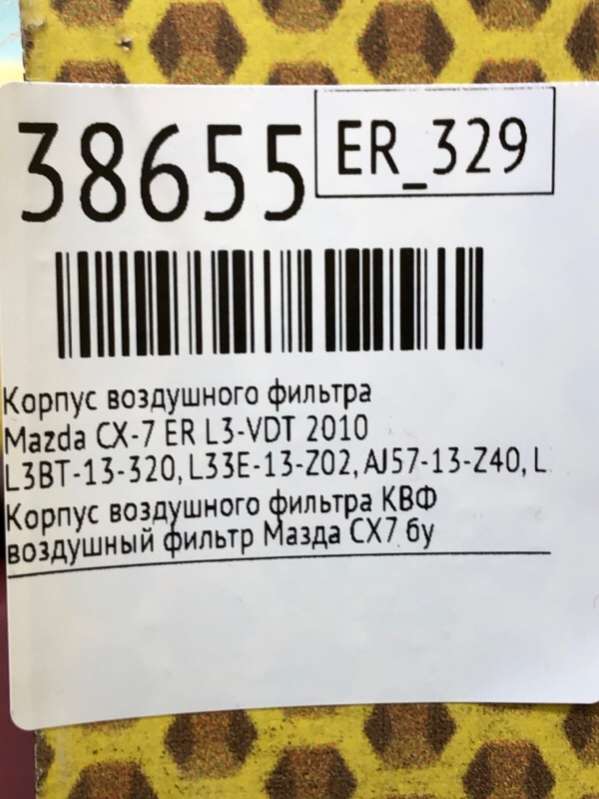 38655
ER_329
Корпус воздушного фильтра
Mazda CX-7 ER L3-VDT 2010
L3BT-13-320, L33E-13-Z02, AJ57-13-Z40, L
Корпус воздушного фильтра КВФ
воздушный фильтр Мазда СХ7 бу